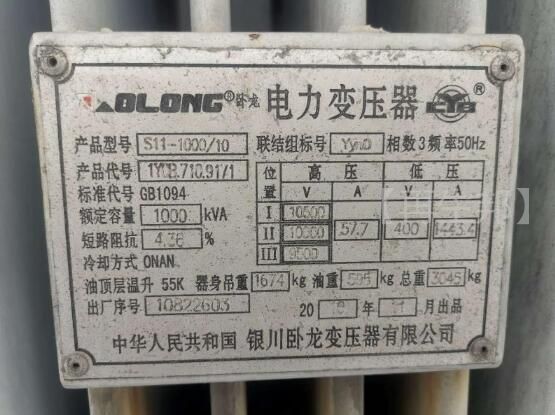 WOLONG® 卧龙 电力变压器 ®
产品型号 S11-1000/10 联结组标号 Yyn0 相数3 频率50Hz
产品代号 1YCB.710.917/1
标准代号 GB1094
额定容量 1000 kVA
短路阻抗 4.36 %
冷却方式 ONAN
位置 高压 低压
V A V A
I 10500
II 10000 57.7 400 1443.4
III 9500
油顶层温升 55K 器身吊重 1674 kg 油重 kg 总重 3045 kg
出厂序号 10822603 20 年 月出品
中华人民共和国 银川卧龙变压器有限公司